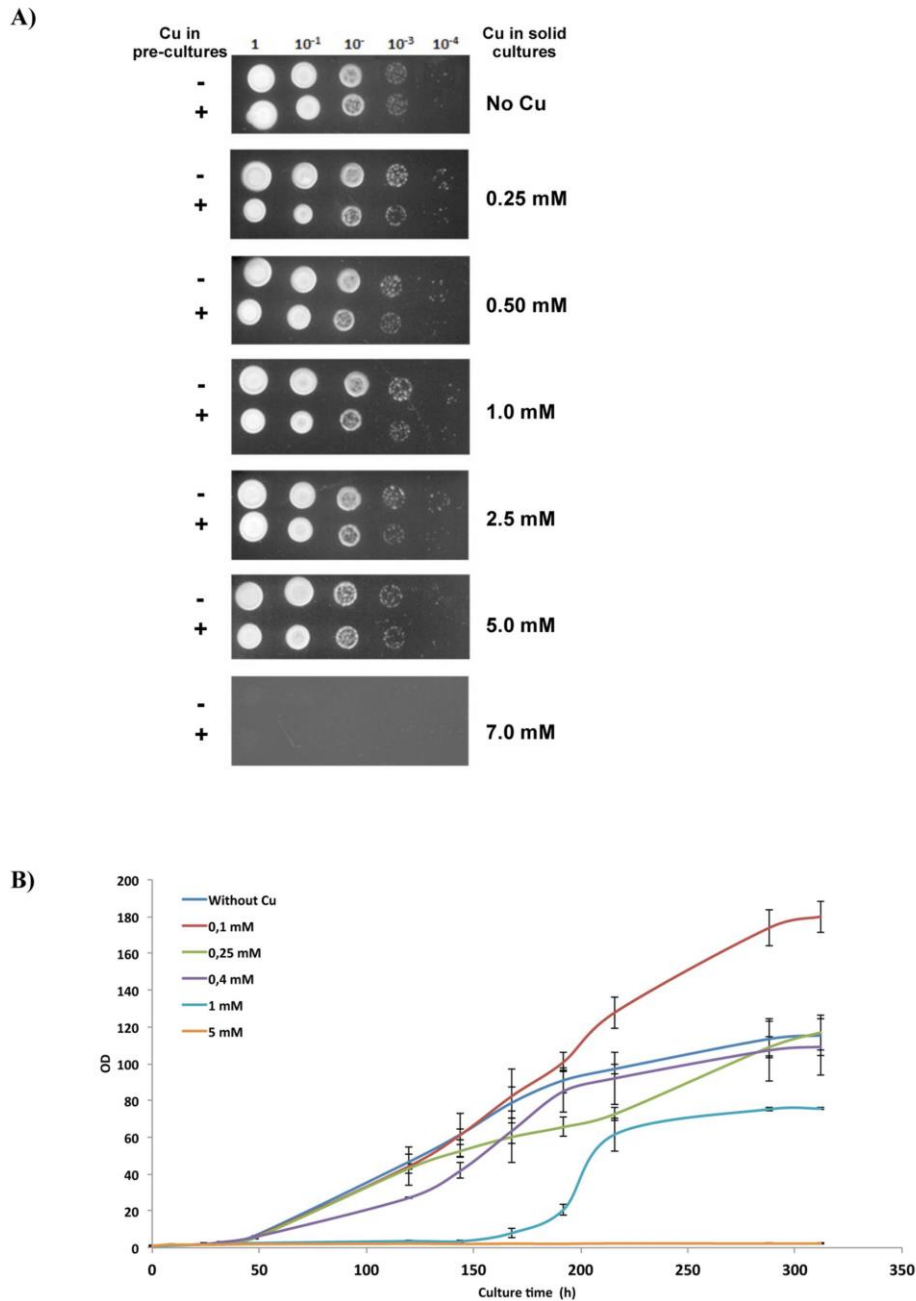 A)
Cu in
pre-cultures
1 10⁻¹ 10⁻ 10⁻³ 10⁻⁴
Cu in solid
cultures
-
+
No Cu
-
+
0.25 mM
-
+
0.50 mM
-
+
1.0 mM
-
+
2.5 mM
-
+
5.0 mM
-
+
7.0 mM
B)
200
180
160
140
120
100
80
60
40
20
0
OD
Without Cu
0,1 mM
0,25 mM
0,4 mM
1 mM
5 mM
0 50 100 150 200 250 300 350
Culture time (h)